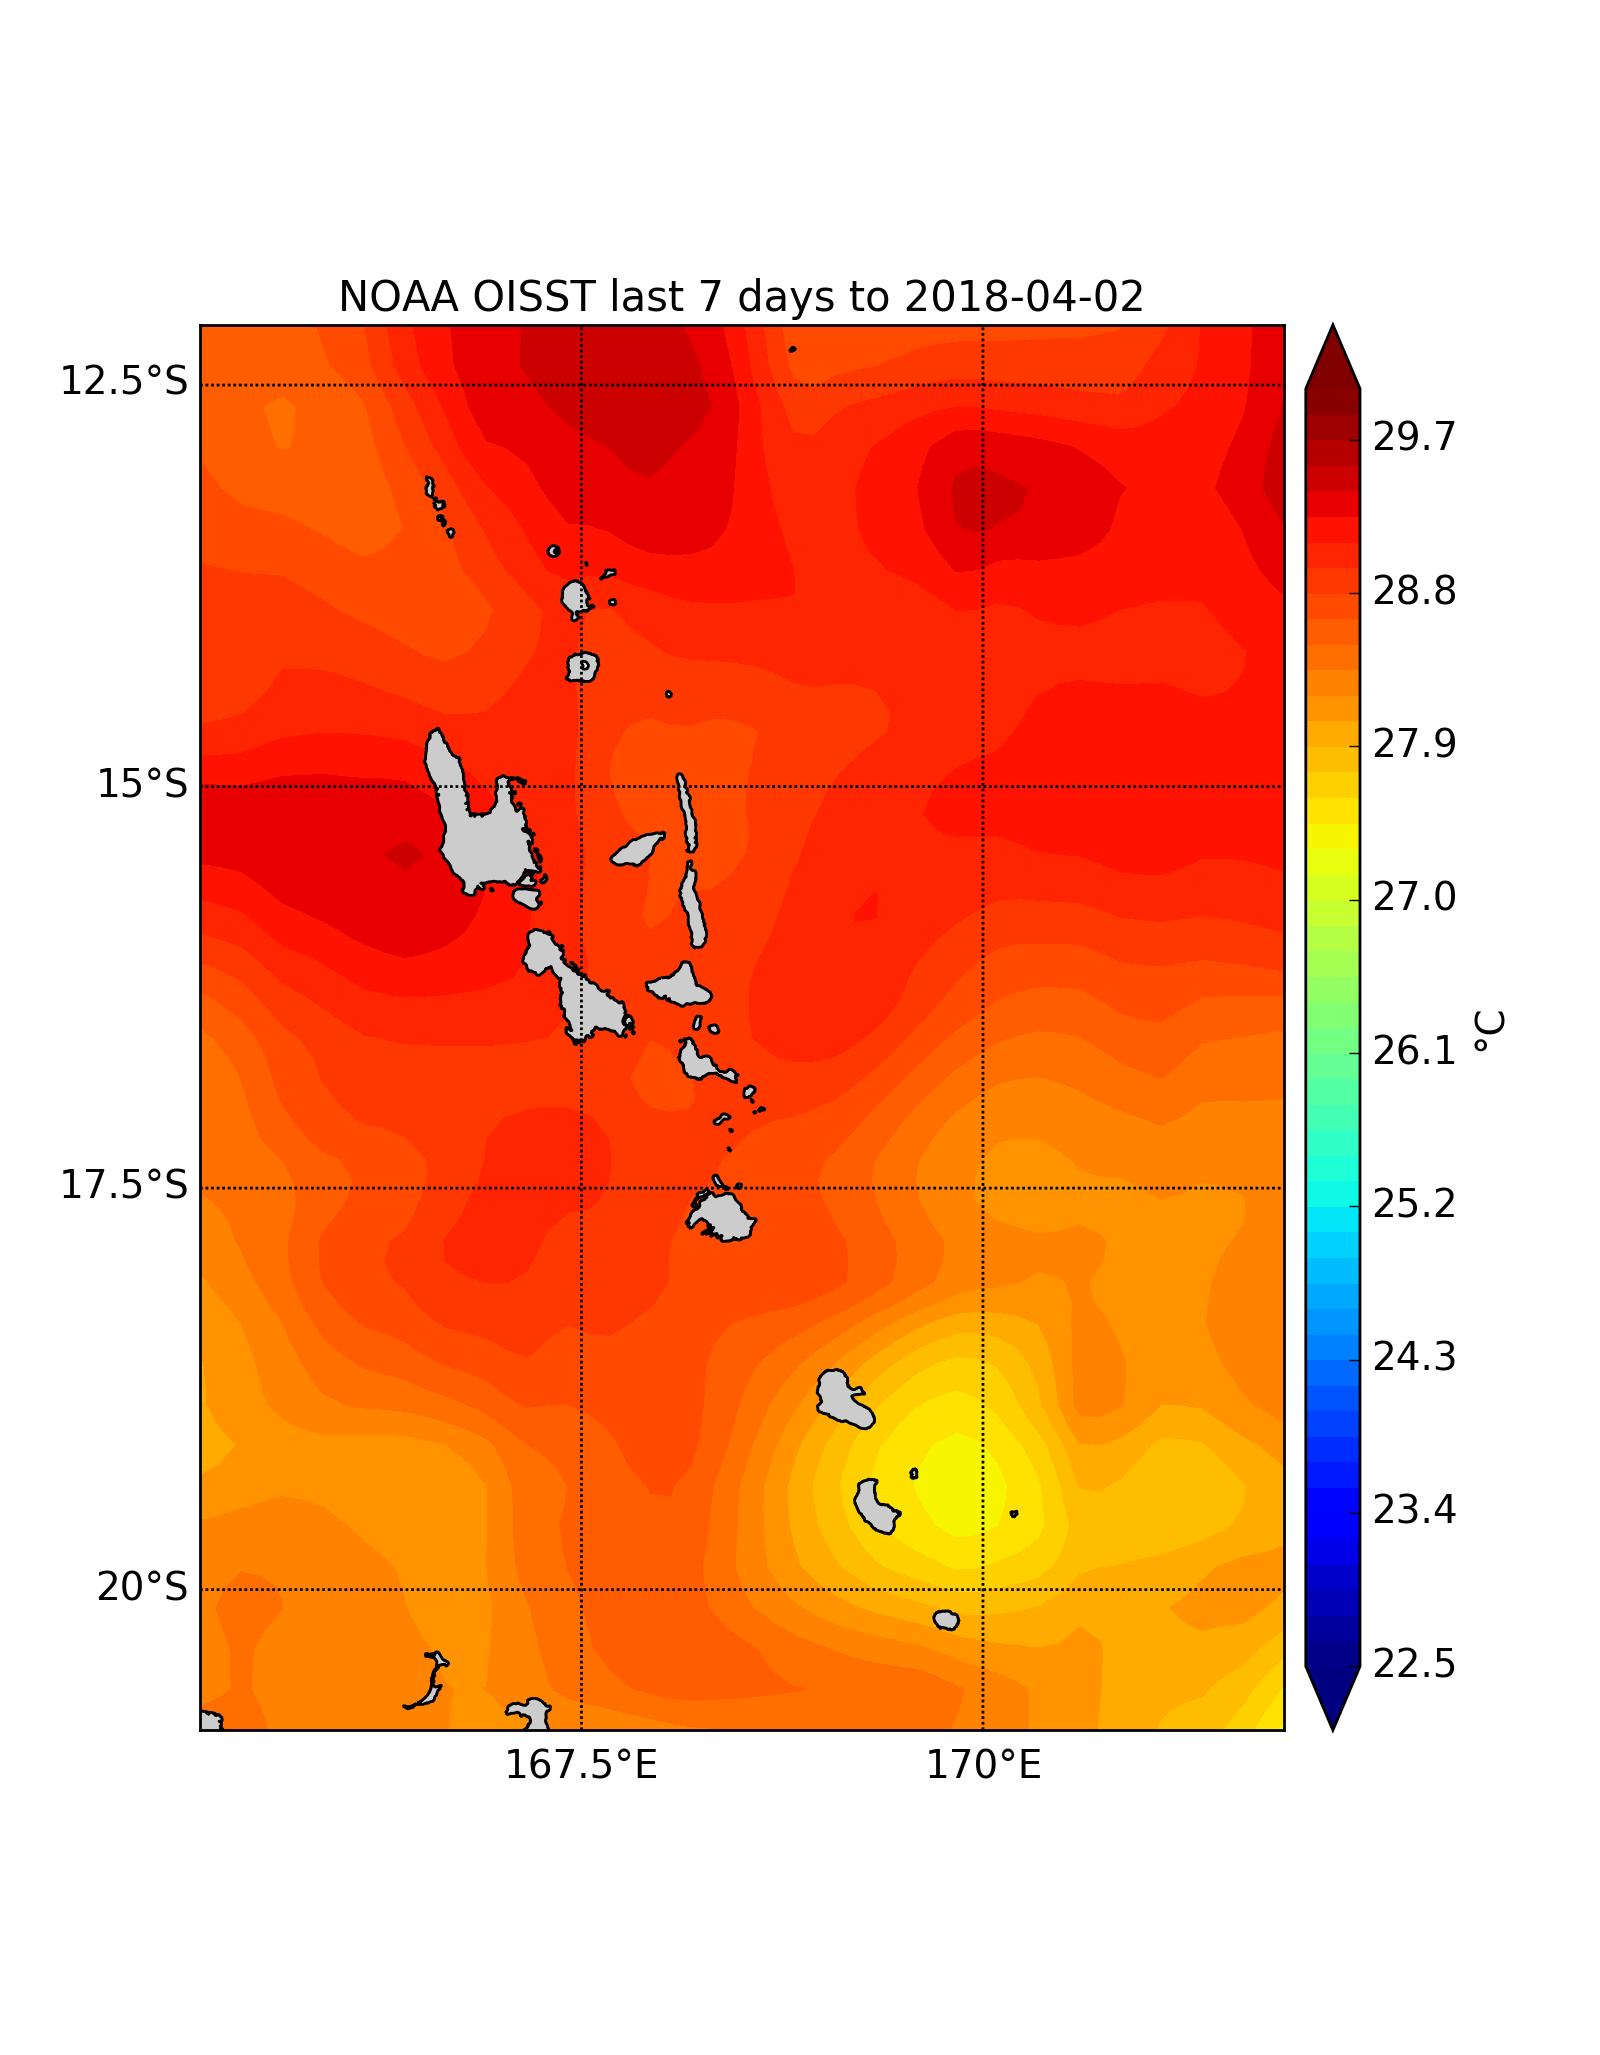 NOAA OISST last 7 days to 2018-04-02
12.5°S
15°S
17.5°S
20°S
167.5°E
170°E
29.7
28.8
27.9
27.0
26.1
25.2
24.3
23.4
22.5
°C